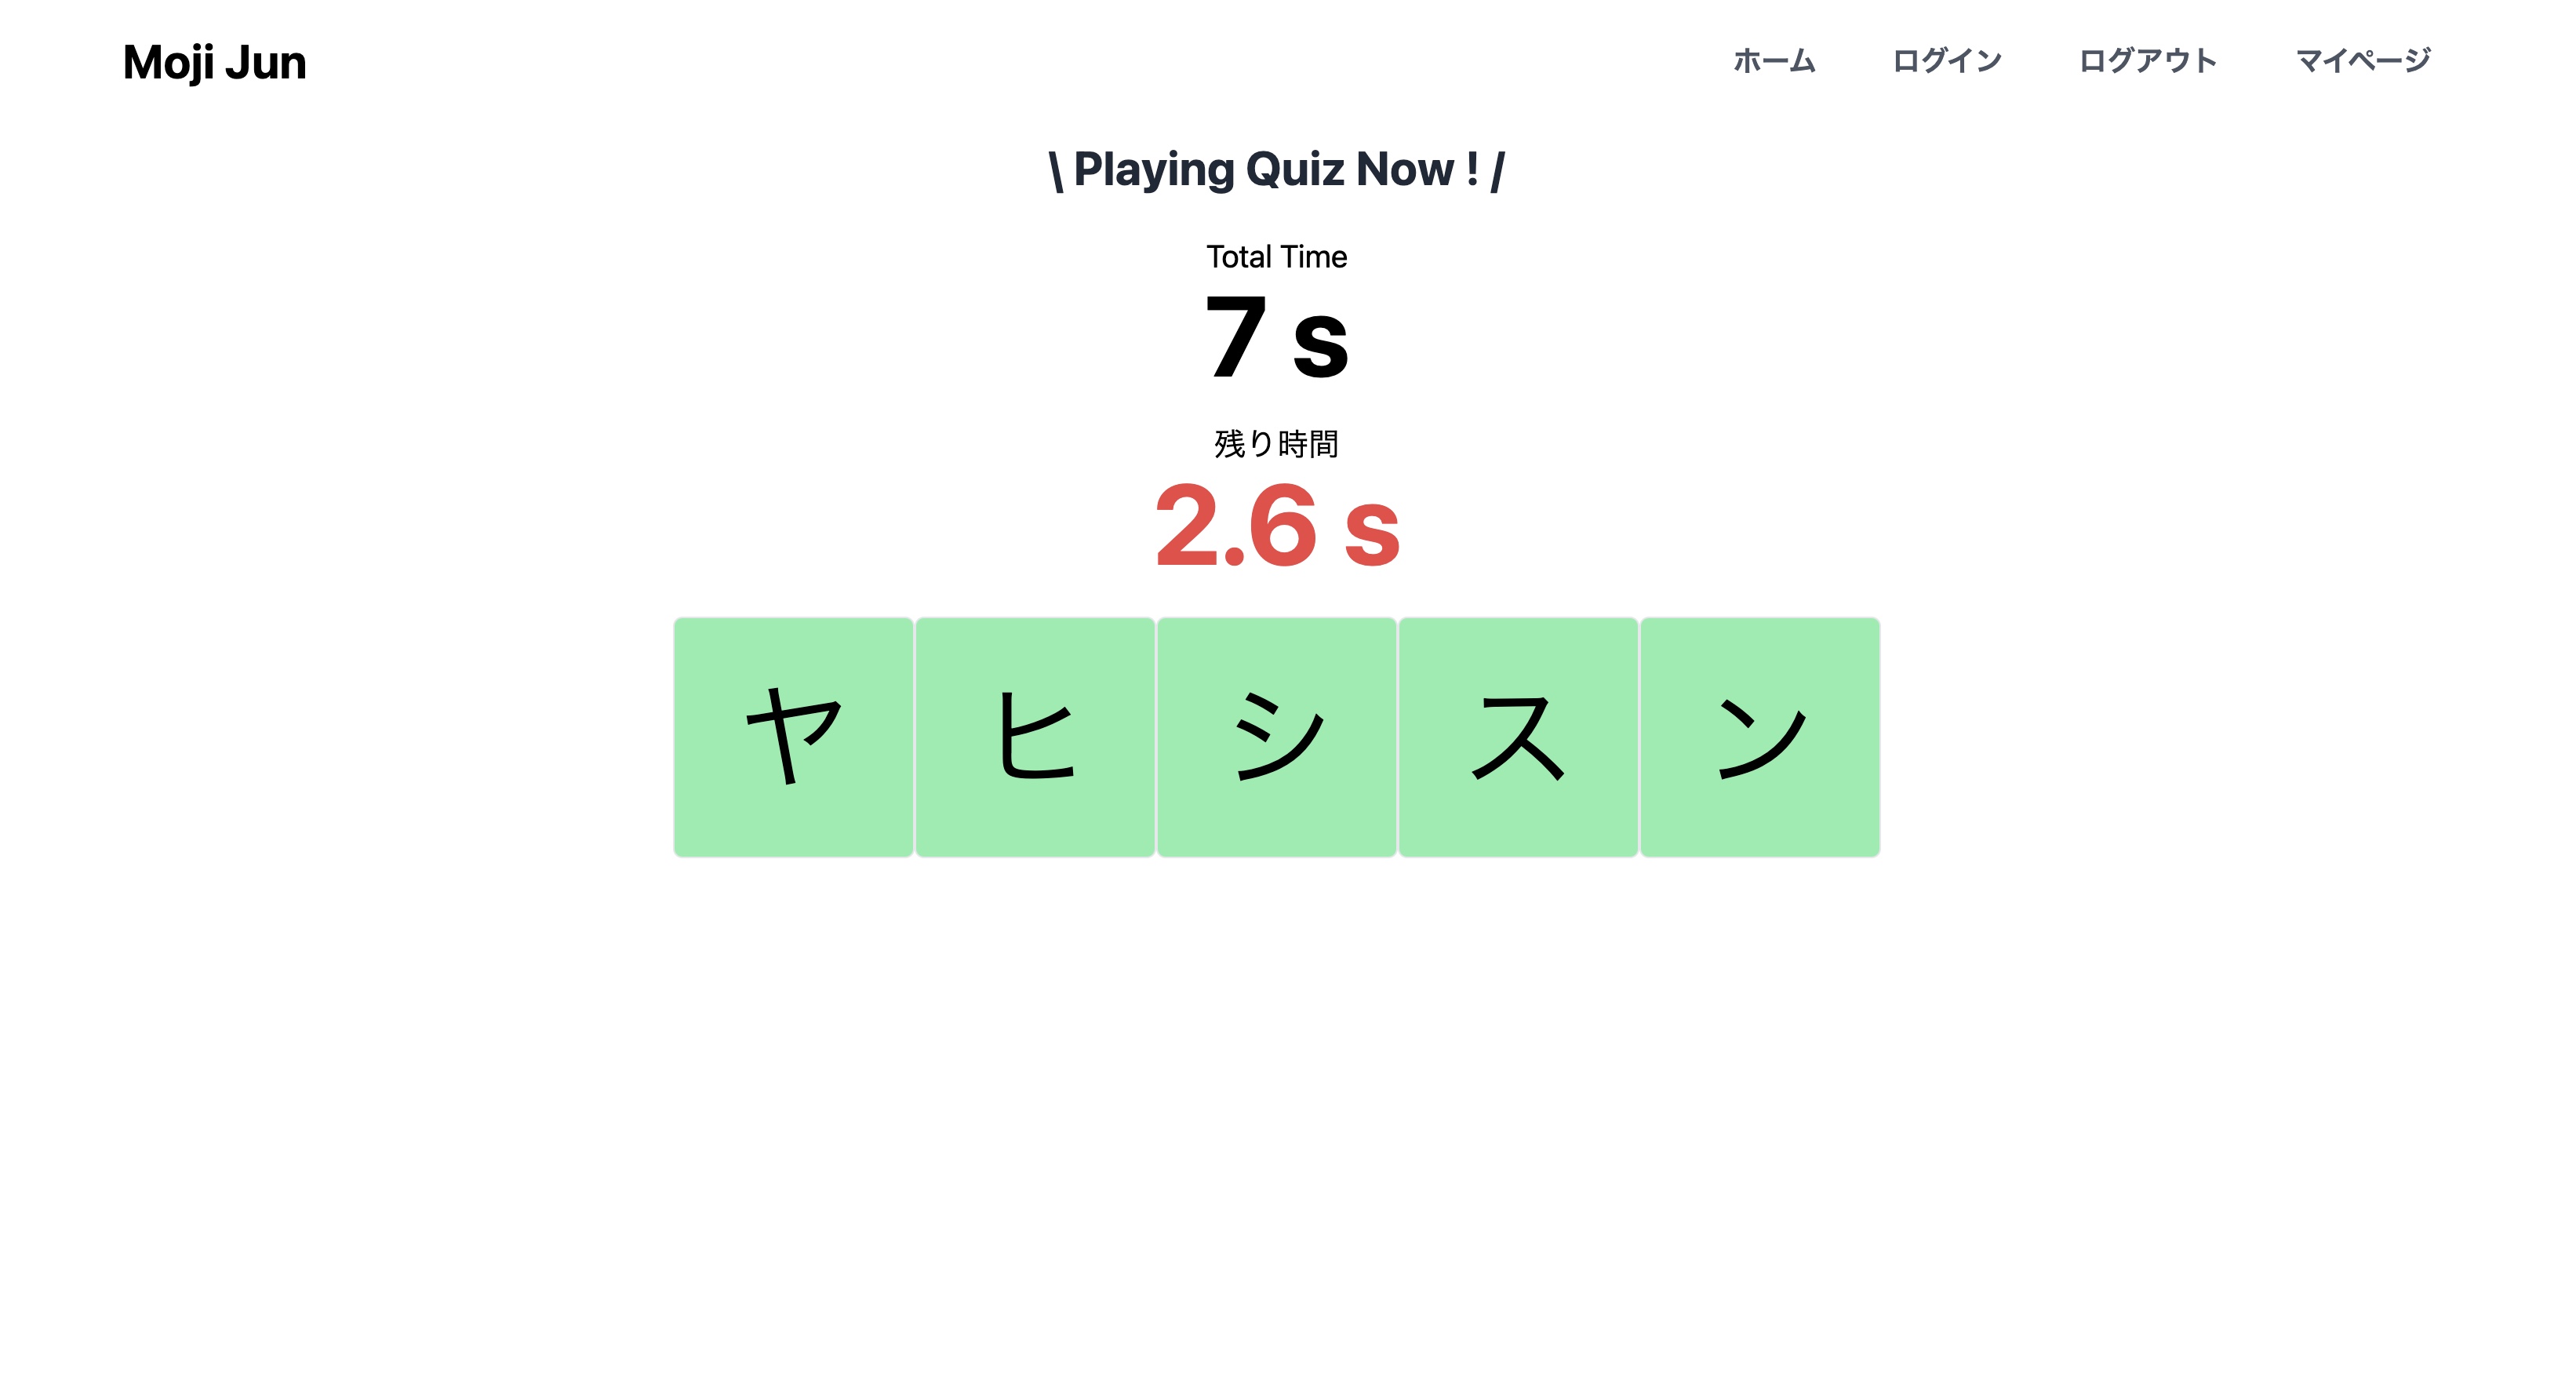 Moji Jun ホーム ログイン ログアウト マイページ
\ Playing Quiz Now ! /
Total Time
7 s
残り時間
2.6 s
ヤ ヒ シ ス ン